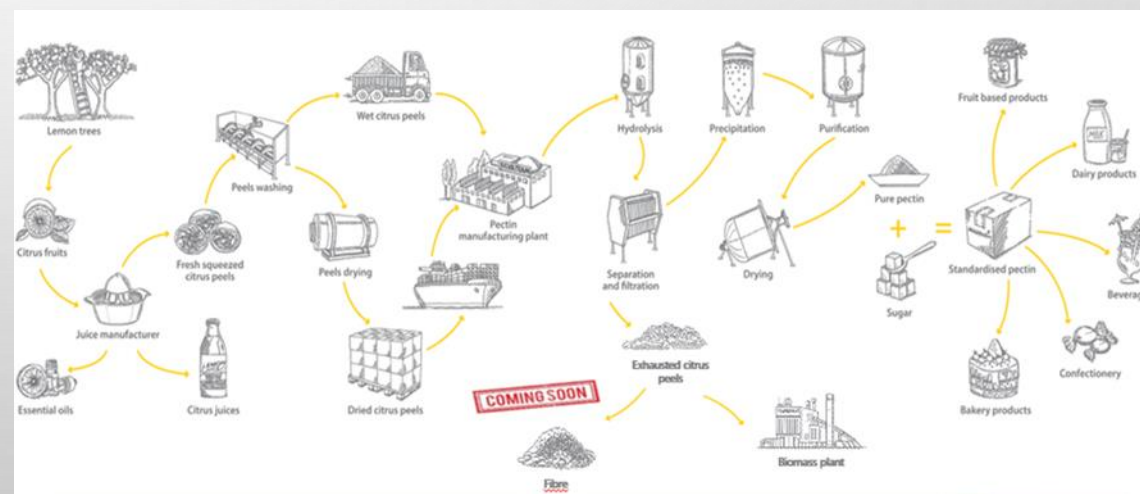 Lemon trees
Citrus fruits
Juice manufacturer
Essential oils
Citrus juices
Fresh squeezed
citrus peels
Peels washing
Wet citrus peels
Peels drying
Dried citrus peels
Pectin
manufacturing plant
Hydrolysis
Separation
and filtration
Precipitation
Purification
Drying
Pure pectin
+
Sugar
=
Standardised pectin
Fruit based products
Dairy products
MILK
Beverag
Confectionery
Bakery products
Exhausted citrus
peels
COMING SOON
Fibre
Biomass plant